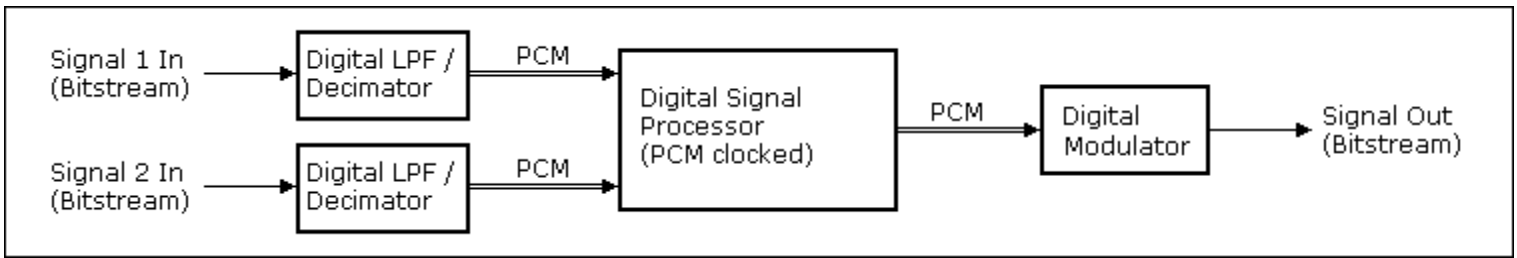 Signal 1 In
(Bitstream)
Digital LPF /
Decimator
PCM
Signal 2 In
(Bitstream)
Digital LPF /
Decimator
PCM
Digital Signal
Processor
(PCM clocked)
PCM
Digital
Modulator
Signal Out
(Bitstream)